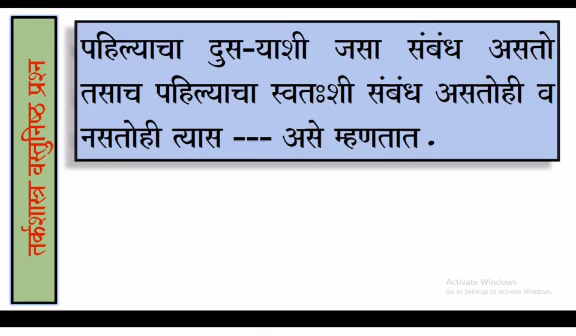 तर्कशास्त्र वस्तुनिष्ठ प्रश्न
पहिल्याचा दुस-याशी जसा संबंध असतो
तसाच पहिल्याचा स्वतःशी संबंध असतोही व
नसतोही त्यास --- असे म्हणतात .
Activate Windows
Go to Settings to activate Windows.